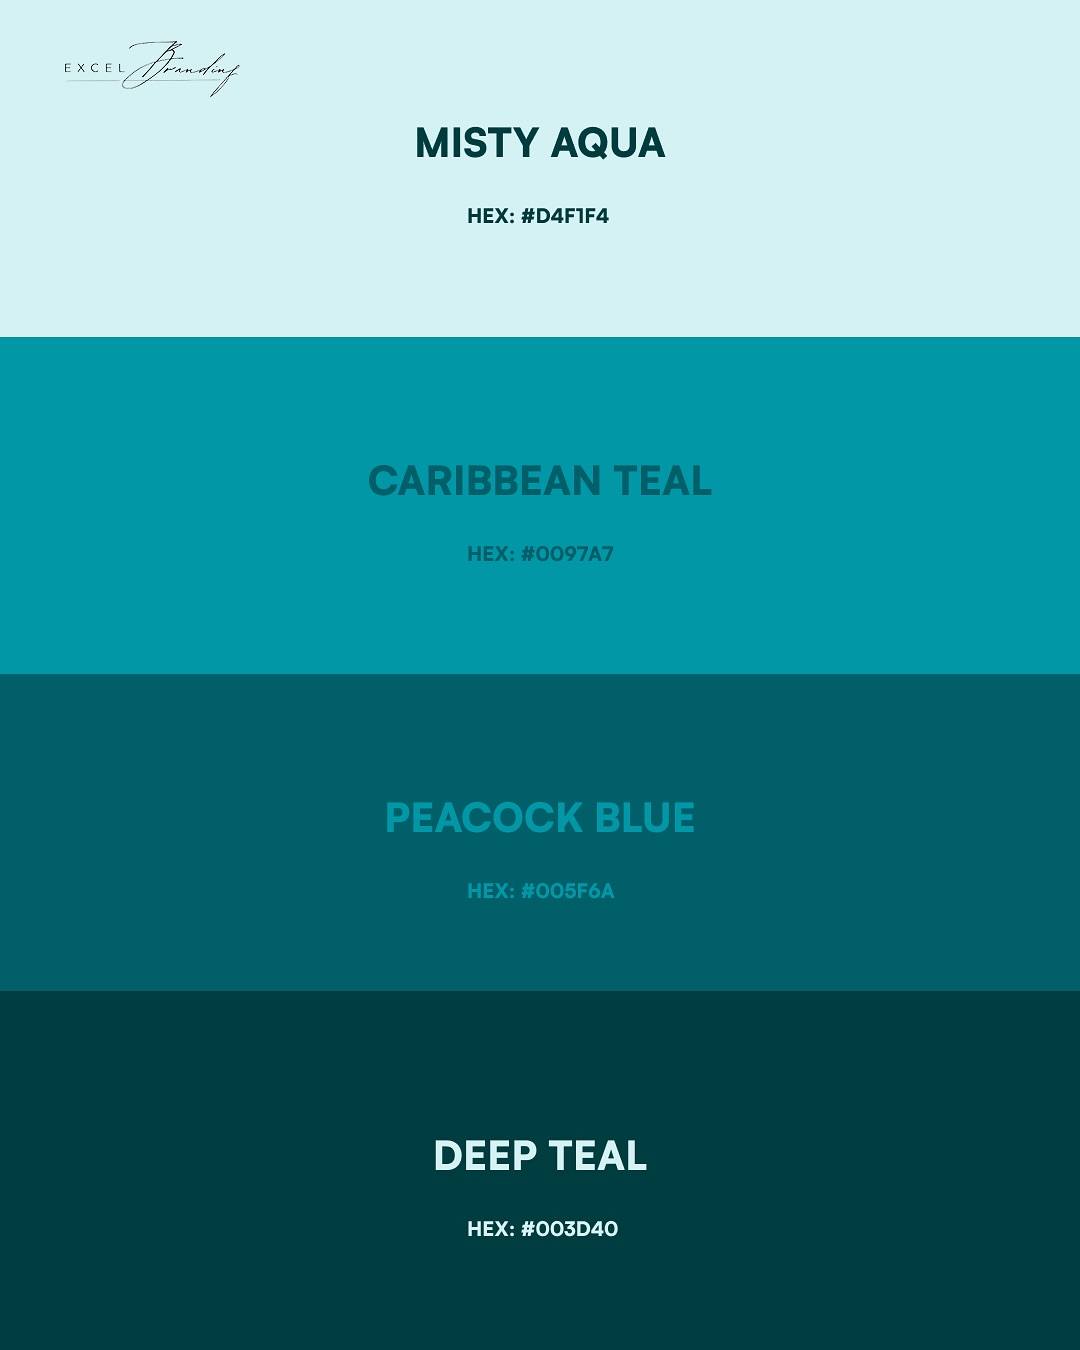 EXCEL Branding
MISTY AQUA
HEX: #D4F1F4
CARIBBEAN TEAL
HEX: #0097A7
PEACOCK BLUE
HEX: #005F6A
DEEP TEAL
HEX: #003D40